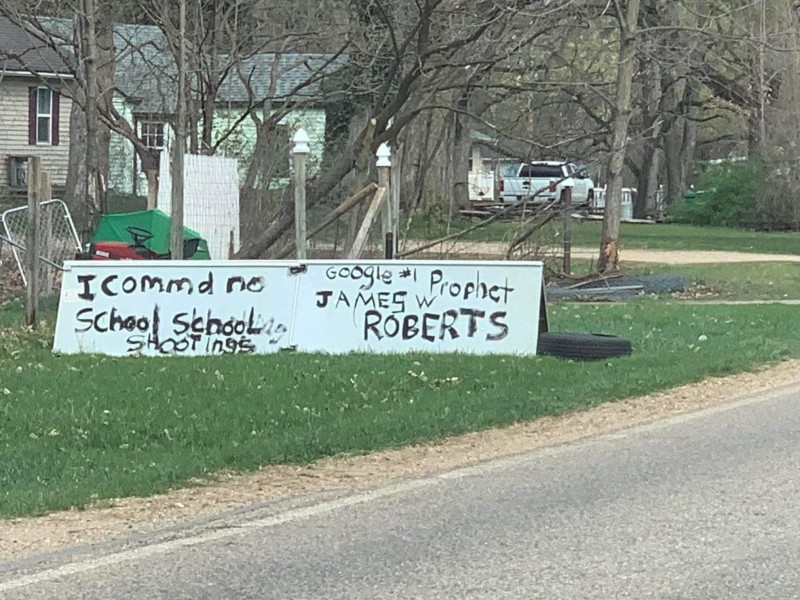 I commd no
School Schooling
SHOOTINGS
GOOGLE #1 Prophet
JAMES W
ROBERTS